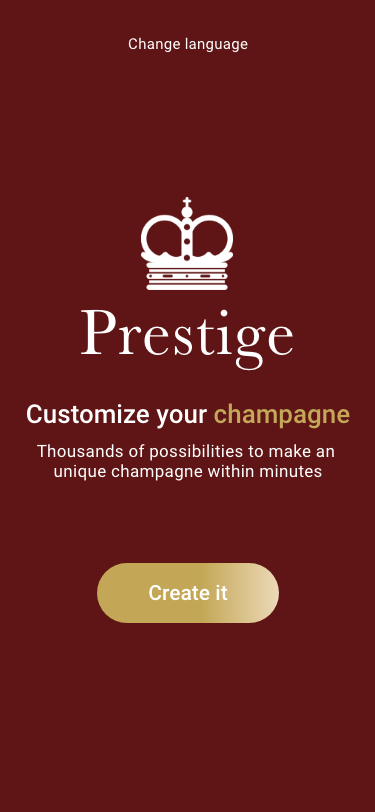 Change language
Prestige
Customize your champagne
Thousands of possibilities to make an
unique champagne within minutes
Create it